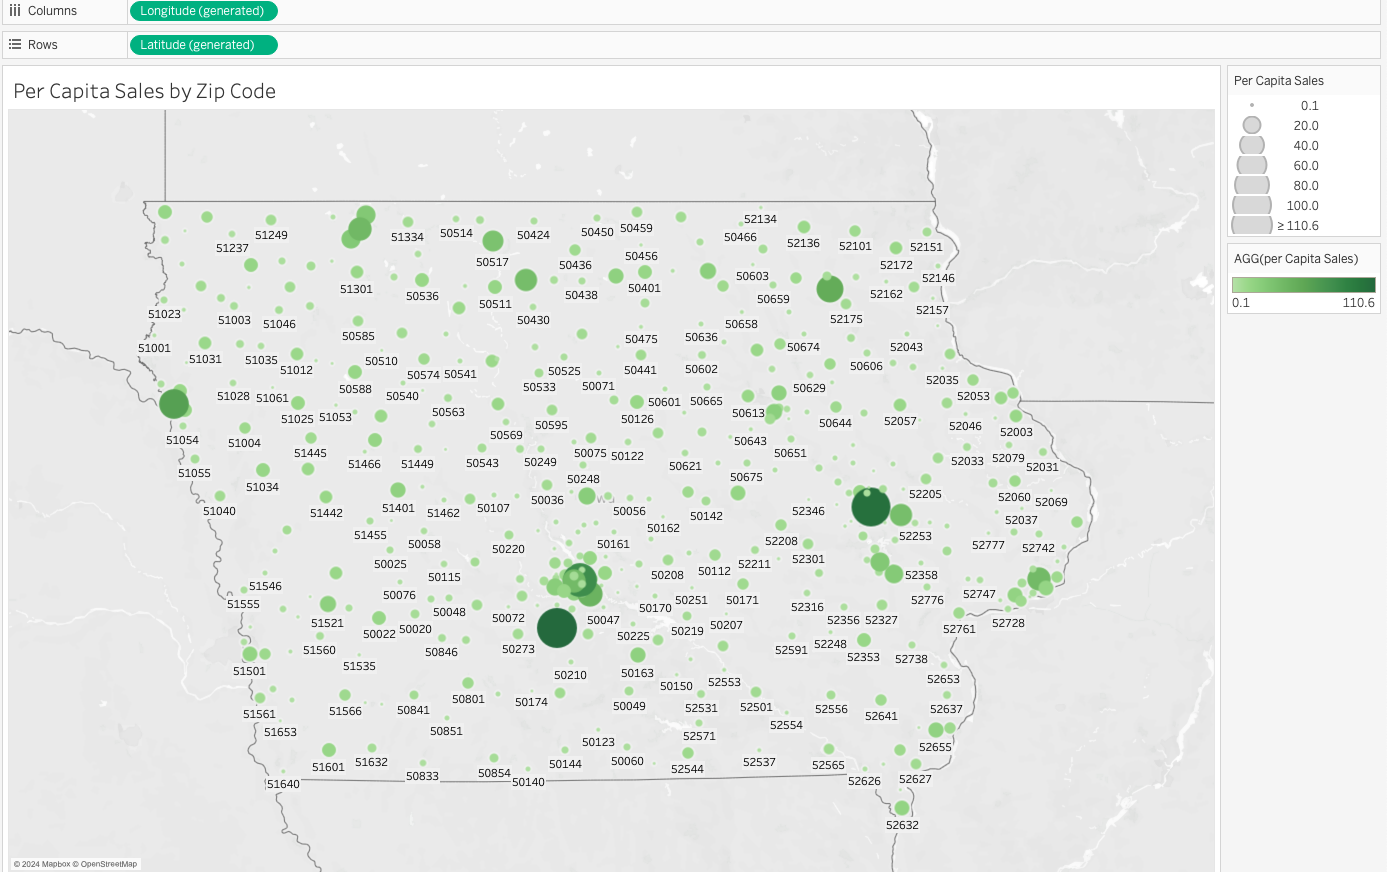 Columns
Longitude (generated)
Rows
Latitude (generated)
Per Capita Sales by Zip Code
52134
51249 50514 50424 50450 50459
51237 51334 50466 52136 52101 52151
50517 50436 50456 52172
51301 50536 50438 50401 50603 52146
50511 50659 52162
51023 51003 51046 50430 50658 52175 52157
50585 50475 50636
51001 50674 52043
51031 51035 50510 50441 50602 50606
51012 50574 50541 50525
50588 50533 50071 50629 52035
51028 51061 50540 50601 50665 52053
51025 51053 50563 50126 50613
50595 50644 52057 52046 52003
51054 51004 50569 50643
51445 50075 50122 50651
51466 51449 50543 50249 50621 52033 52079 52031
51055 50248 50675
51034 50036 52205 52060 52069
51040 51442 51401 51462 50107 50056 50142 52346
50162 52037
51455 50058 50220 50161 52208 52253 52777 52742
50025 50208 50112 52211 52301
51546 50115 52358
51555 50076 50251 50171 52776 52747
50048 50170 52316
51521 50022 50020 50072 50047 50219 50207 52356 52327 52761 52728
50225
51560 50846 50273 52591 52248 52353 52738
51535
51501 50210 50163 50150 52553 52653
51561 51566 50841 50801 50174 50049 52531 52501 52556 52641 52637
51653 50851 52571 52554
50123 52655
51601 51632 50833 50854 50144 50060 52544 52537 52565
51640 50140 52626 52627
52632
© 2024 Mapbox © OpenStreetMap
Per Capita Sales
0.1
20.0
40.0
60.0
80.0
100.0
≥ 110.6
AGG(per Capita Sales)
0.1 110.6